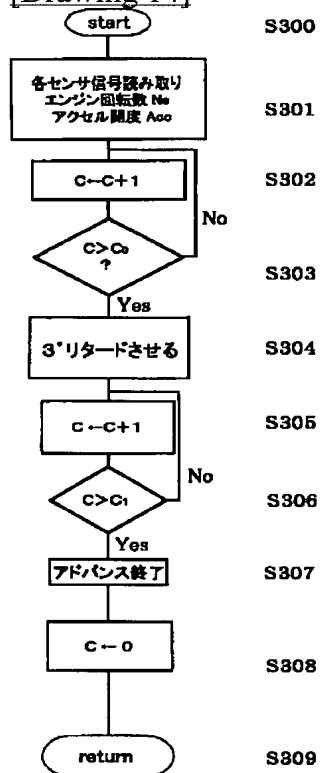 [Drawing 14]
start S300
各センサ信号読み取り
エンジン回転数 Ne
アクセル開度 Acc
S301
C←C+1 S302
No
C>C₀
?
S303
Yes
3°リタードさせる S304
C←C+1 S305
No
C>C₁ S306
Yes
アドバンス終了 S307
C←0
S308
return S309